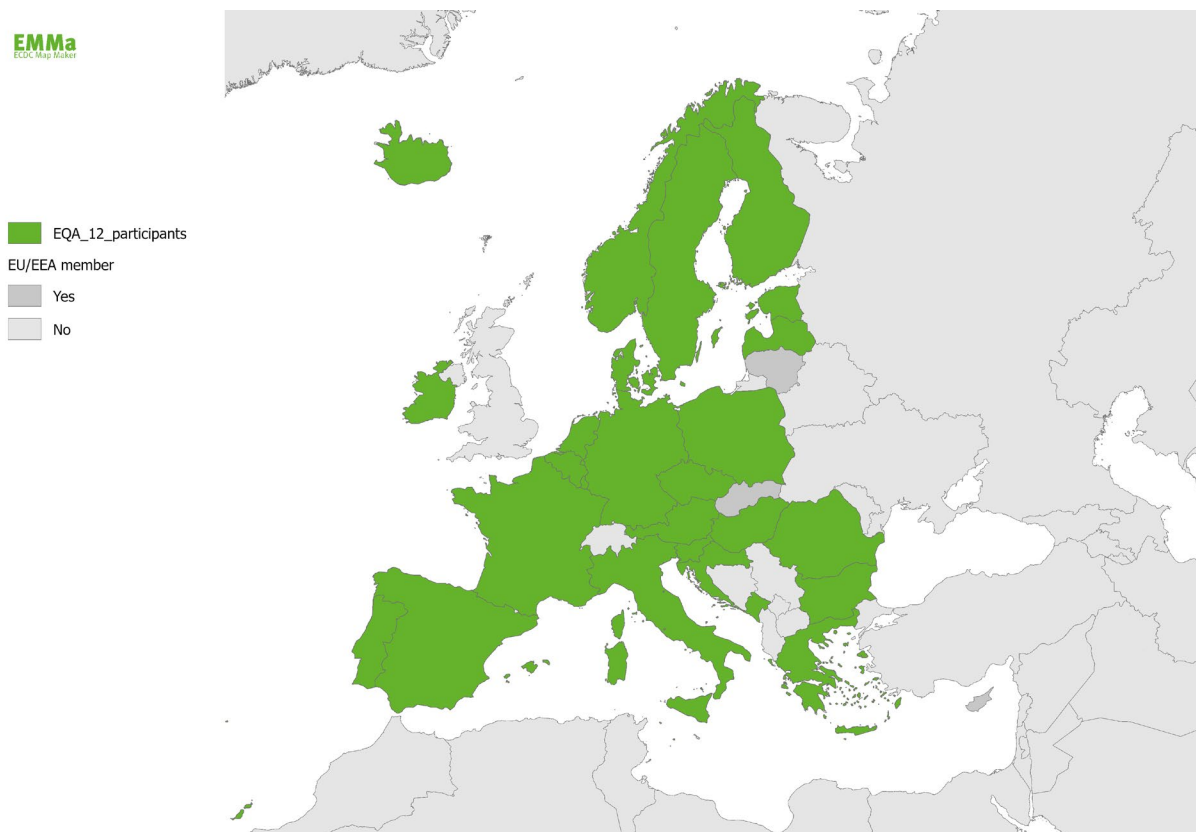 EMMa
ECDC Map Maker
EQA_12_participants
EU/EEA member
Yes
No